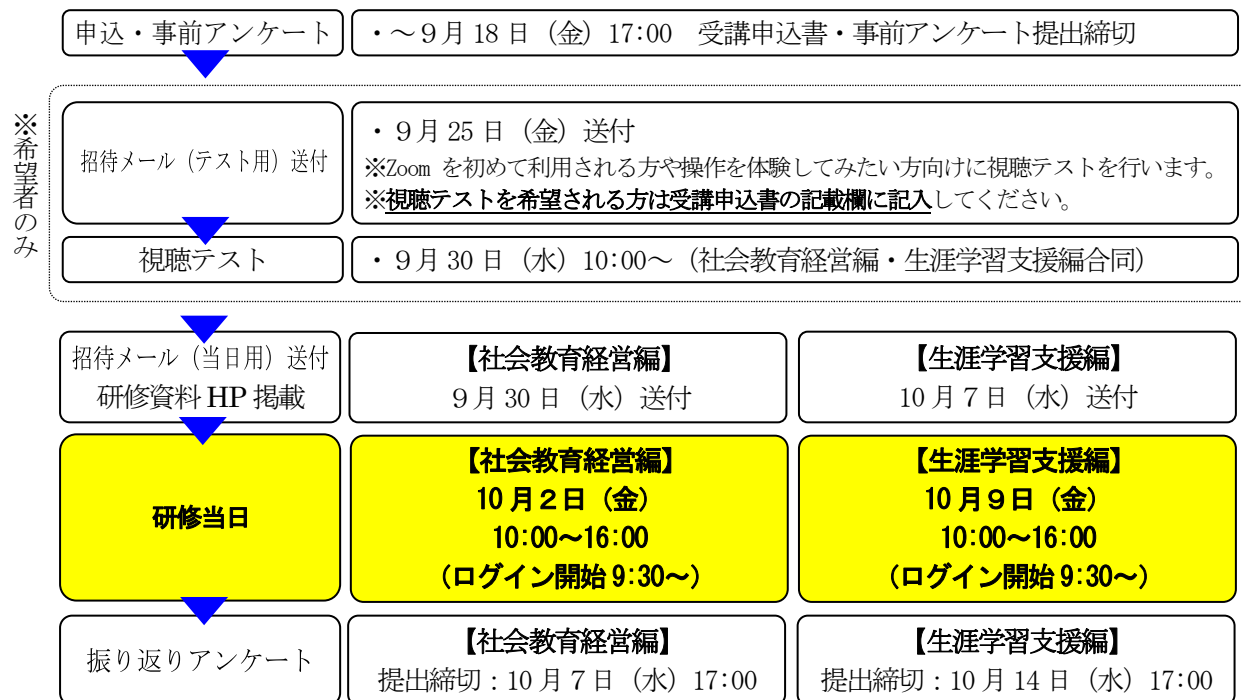 申込・事前アンケート
・～９月18日（金）17:00　受講申込書・事前アンケート提出締切
※希望者のみ
招待メール（テスト用）送付
・９月25日（金）送付
※Zoom を初めて利用される方や操作を体験してみたい方向けに視聴テストを行います。
※視聴テストを希望される方は受講申込書の記載欄に記入してください。
視聴テスト
・９月30日（水）10:00～（社会教育経営編・生涯学習支援編合同）
招待メール（当日用）送付
研修資料 HP 掲載
【社会教育経営編】
９月30日（水）送付
【生涯学習支援編】
10月７日（水）送付
研修当日
【社会教育経営編】
10月２日（金）
10:00～16:00
（ログイン開始 9:30～）
【生涯学習支援編】
10月９日（金）
10:00～16:00
（ログイン開始 9:30～）
振り返りアンケート
【社会教育経営編】
提出締切：10月７日（水）17:00
【生涯学習支援編】
提出締切：10月14日（水）17:00